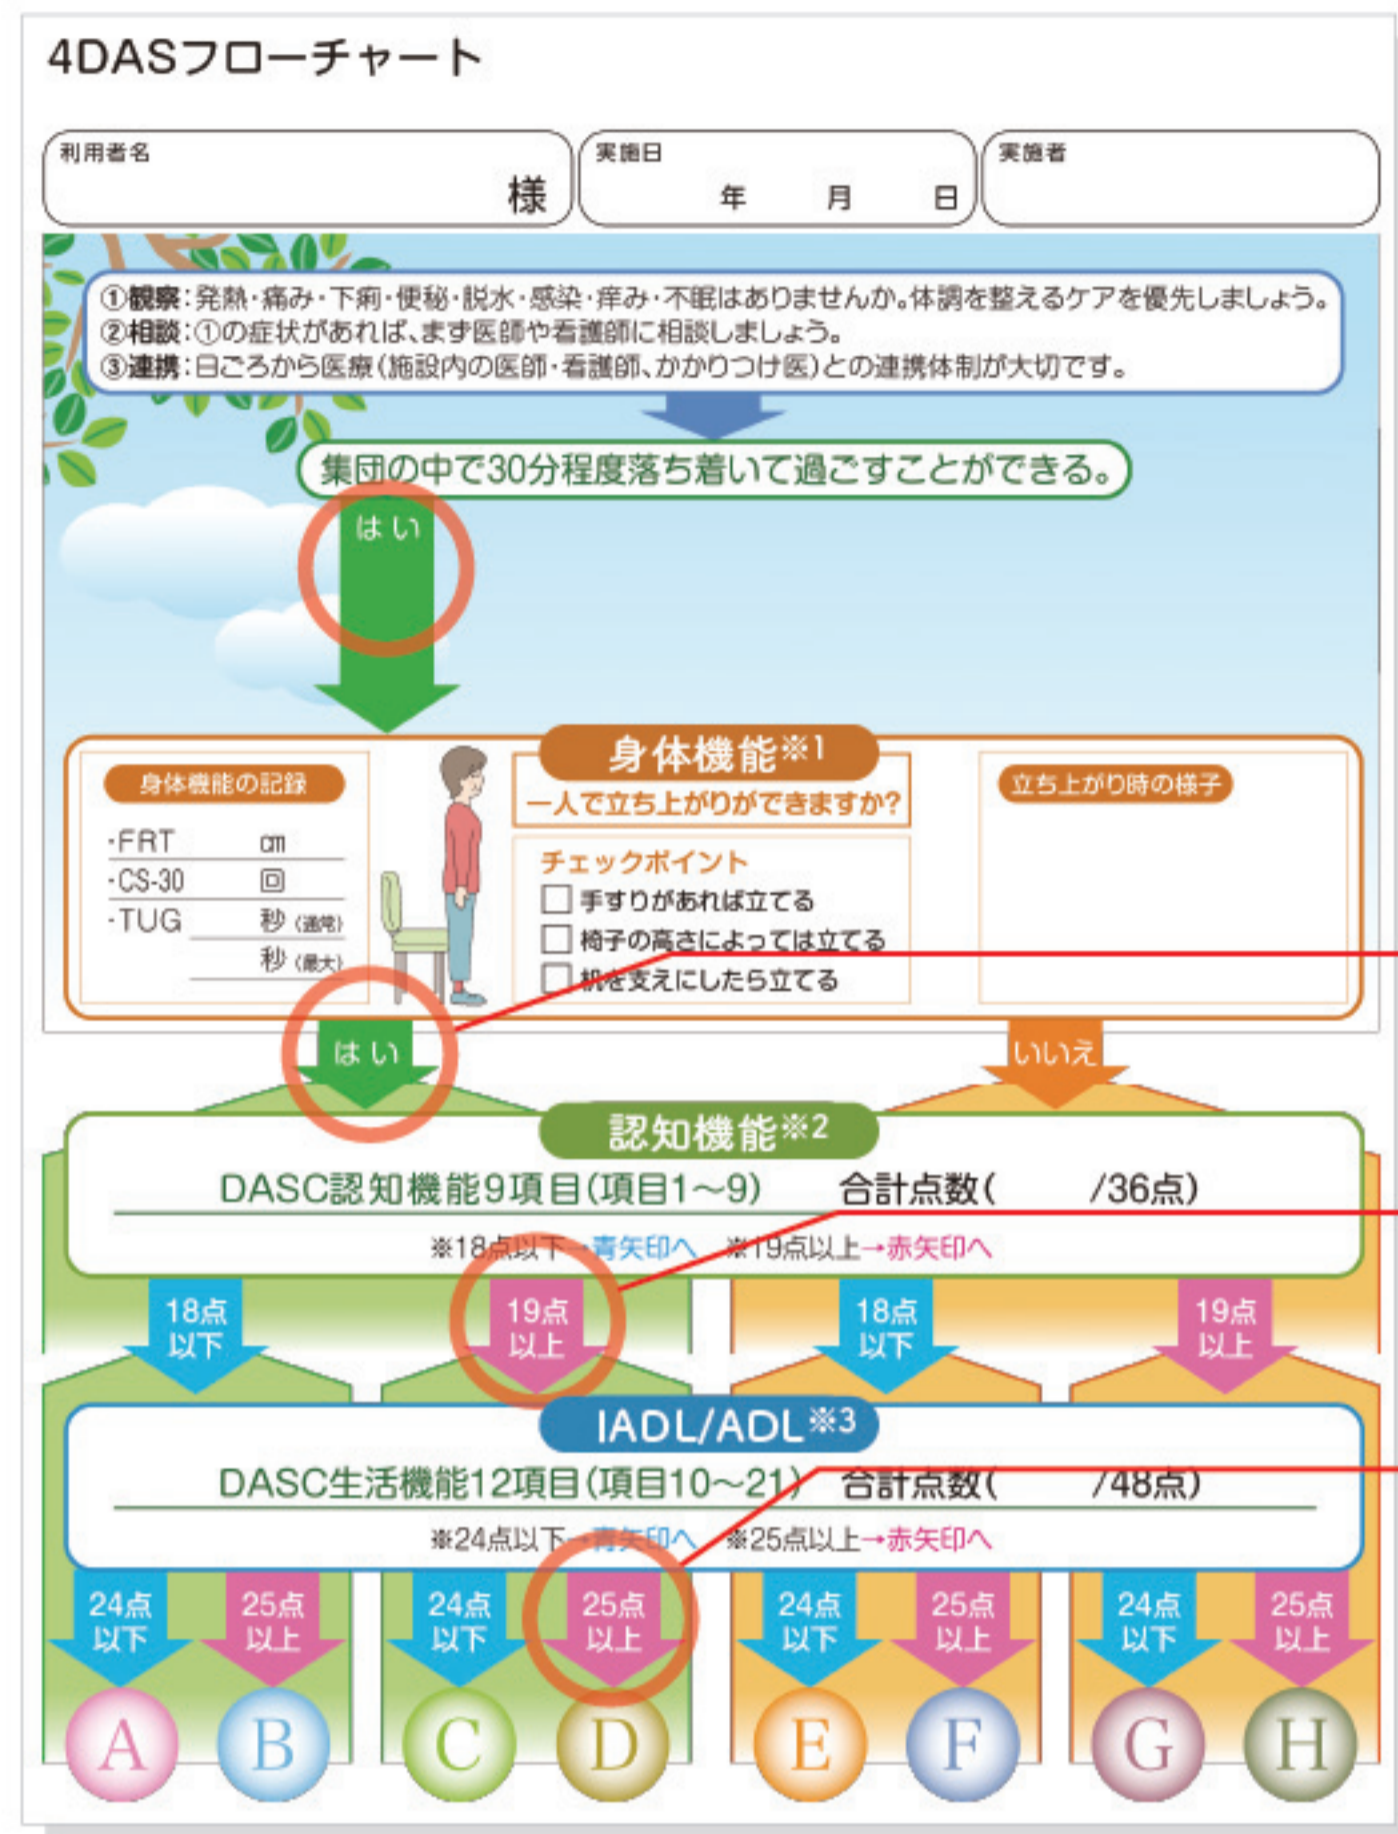 4DASフローチャート
利用者名
様
実施日
年 月 日
実施者
①観察：発熱・痛み・下痢・便秘・脱水・感染・痒み・不眠はありませんか。体調を整えるケアを優先しましょう。
②相談：①の症状があれば、まず医師や看護師に相談しましょう。
③連携：日ごろから医療（施設内の医師・看護師、かかりつけ医）との連携体制が大切です。
集団の中で30分程度落ち着いて過ごすことができる。
はい
身体機能※1
身体機能の記録
・FRT cm
・CS-30 回
・TUG 秒（通常）
秒（最大）
一人で立ち上がりができますか?
チェックポイント
□ 手すりがあれば立てる
□ 椅子の高さによっては立てる
□ 机を支えにしたら立てる
立ち上がり時の様子
はい
いいえ
認知機能※2
DASC認知機能9項目（項目1～9） 合計点数（ /36点）
※18点以下→青矢印へ ※19点以上→赤矢印へ
18点以下
19点以上
18点以下
19点以上
IADL/ADL※3
DASC生活機能12項目（項目10～21） 合計点数（ /48点）
※24点以下→青矢印へ ※25点以上→赤矢印へ
24点以下
25点以上
24点以下
25点以上
24点以下
25点以上
24点以下
25点以上
A B C D E F G H